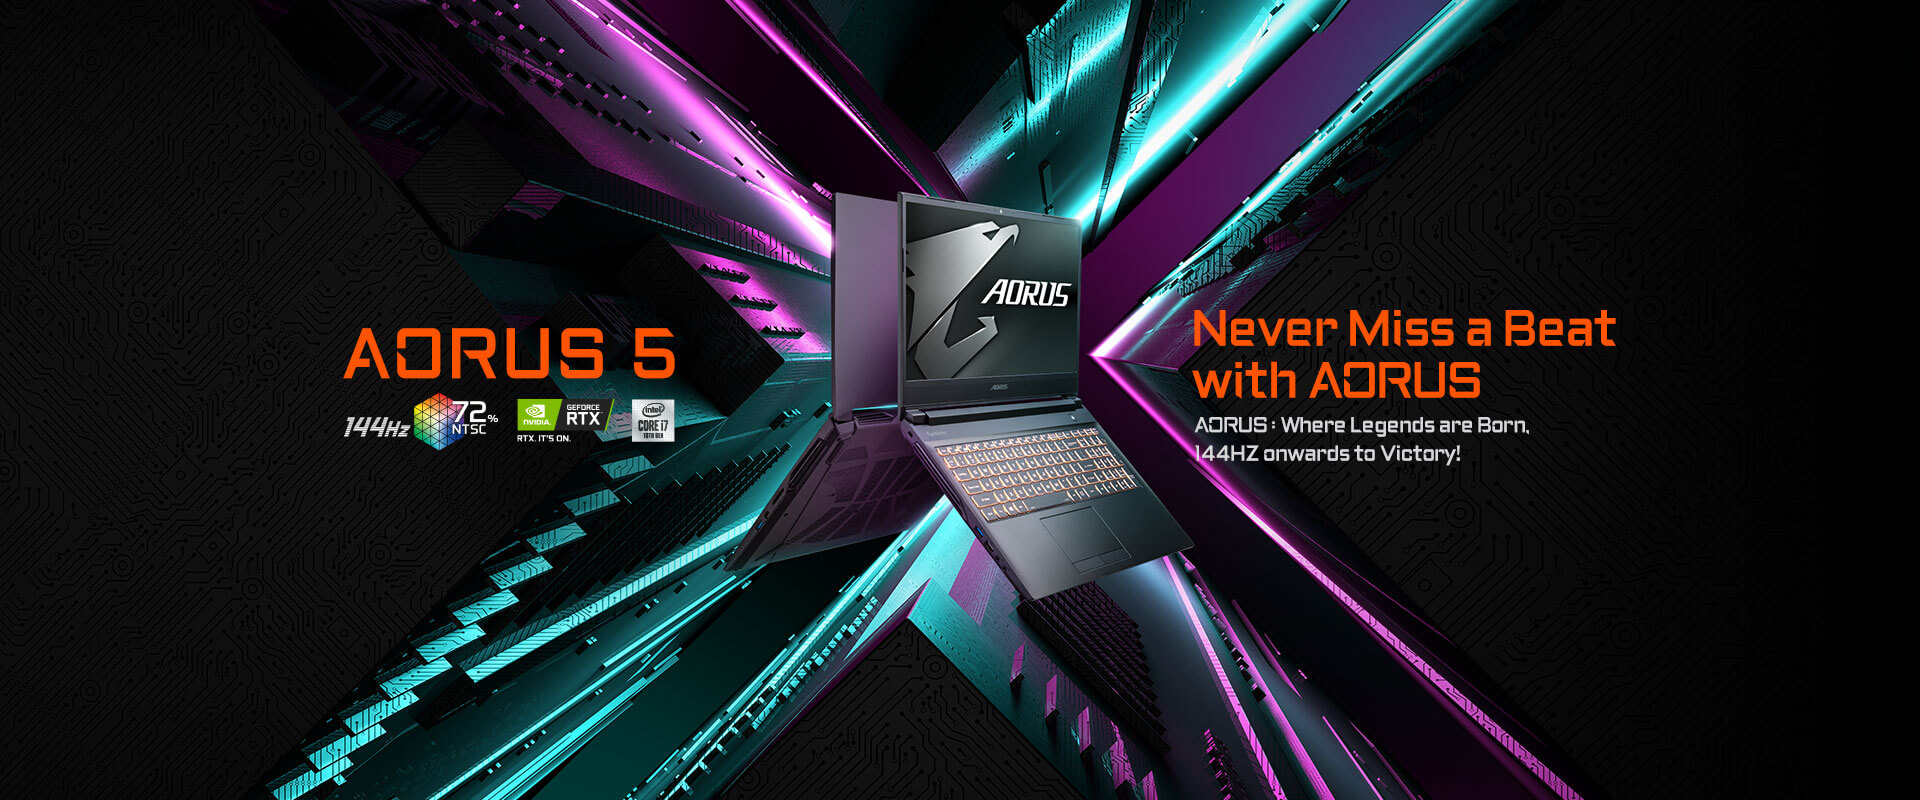 AORUS 5
144Hz
72%
NTSC
NVIDIA.
GEFORCE
RTX
RTX. IT'S ON.
intel
CORE i7
10TH GEN
AORUS
AORUS
Never Miss a Beat
with AORUS
AORUS : Where Legends are Born,
144HZ onwards to Victory!